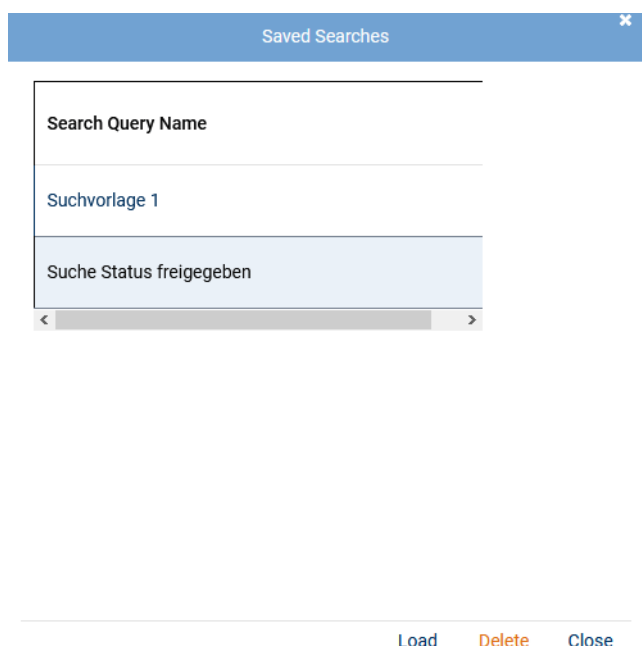 Saved Searches
Search Query Name
Suchvorlage 1
Suche Status freigegeben
Load Delete Close